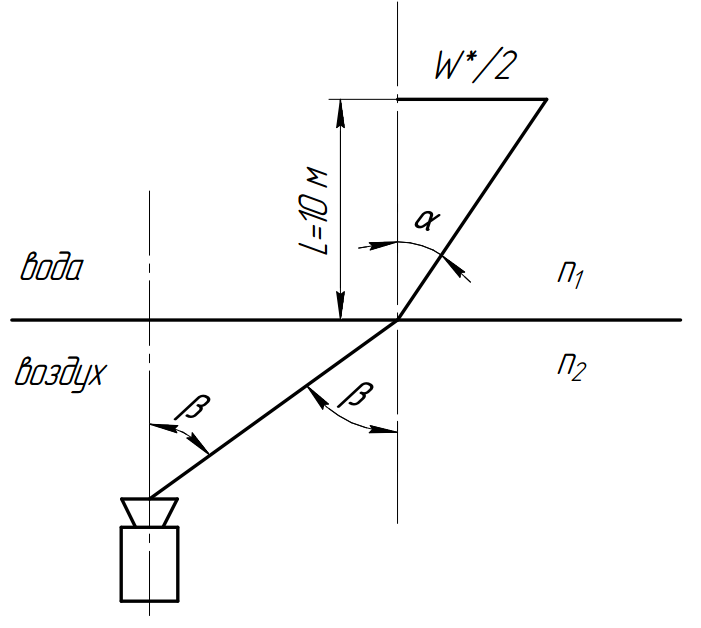 W*/2
L=10 м
α
вода
n₁
воздух
n₂
β
β